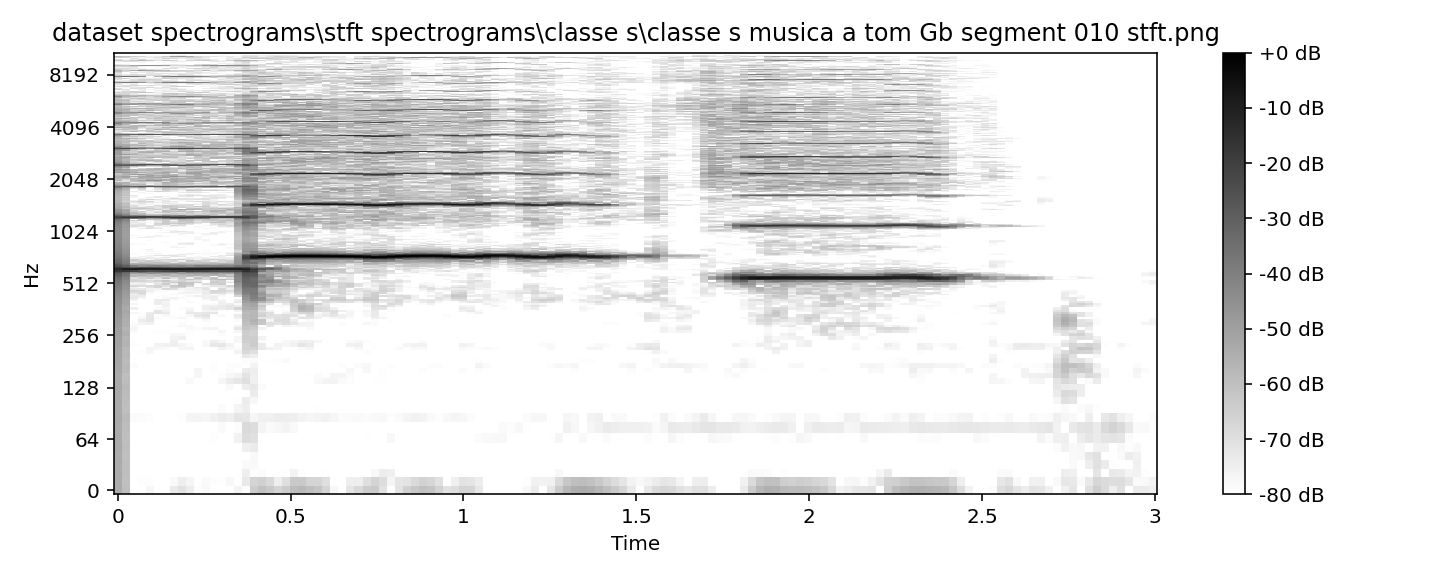 dataset spectrograms\stft spectrograms\classe s\classe s musica a tom Gb segment 010 stft.png
8192
4096
2048
1024
512
256
128
64
0
Hz
0
0.5
1
1.5
2
2.5
3
Time
+0 dB
-10 dB
-20 dB
-30 dB
-40 dB
-50 dB
-60 dB
-70 dB
-80 dB